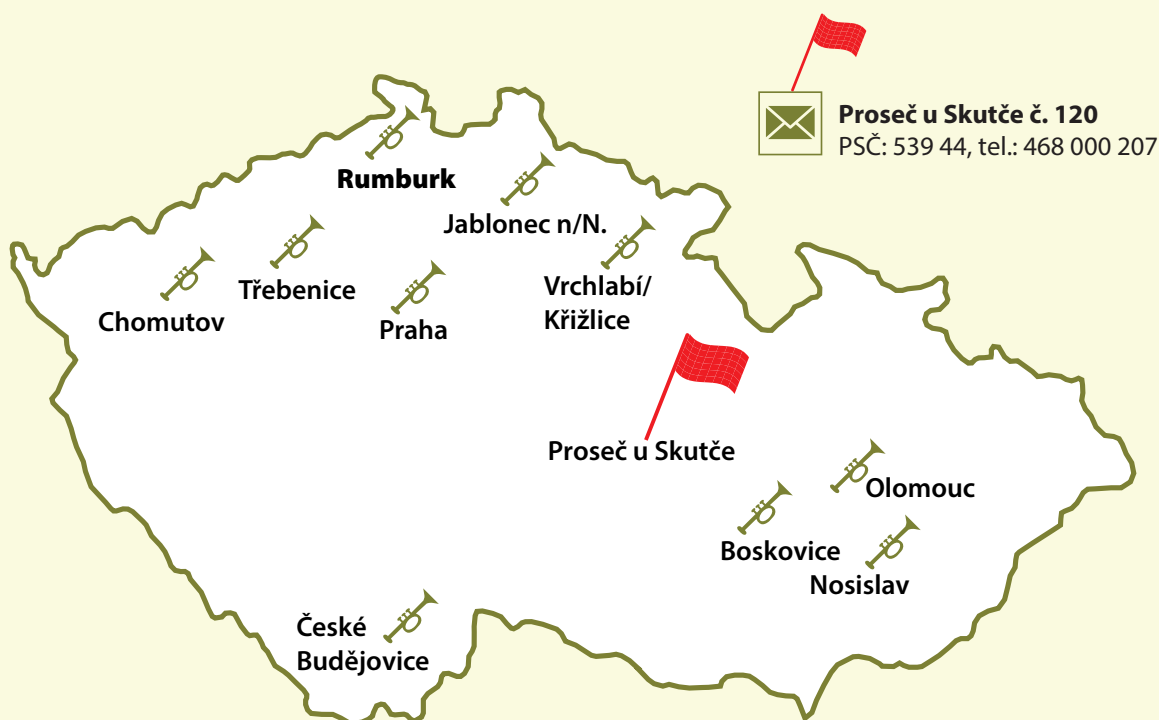 Proseč u Skutče č. 120
PSČ: 539 44, tel.: 468 000 207
Rumburk
Jablonec n/N.
Třebenice
Vrchlabí/
Křižlice
Chomutov
Praha
Proseč u Skutče
Olomouc
Boskovice
Nosislav
České
Budějovice